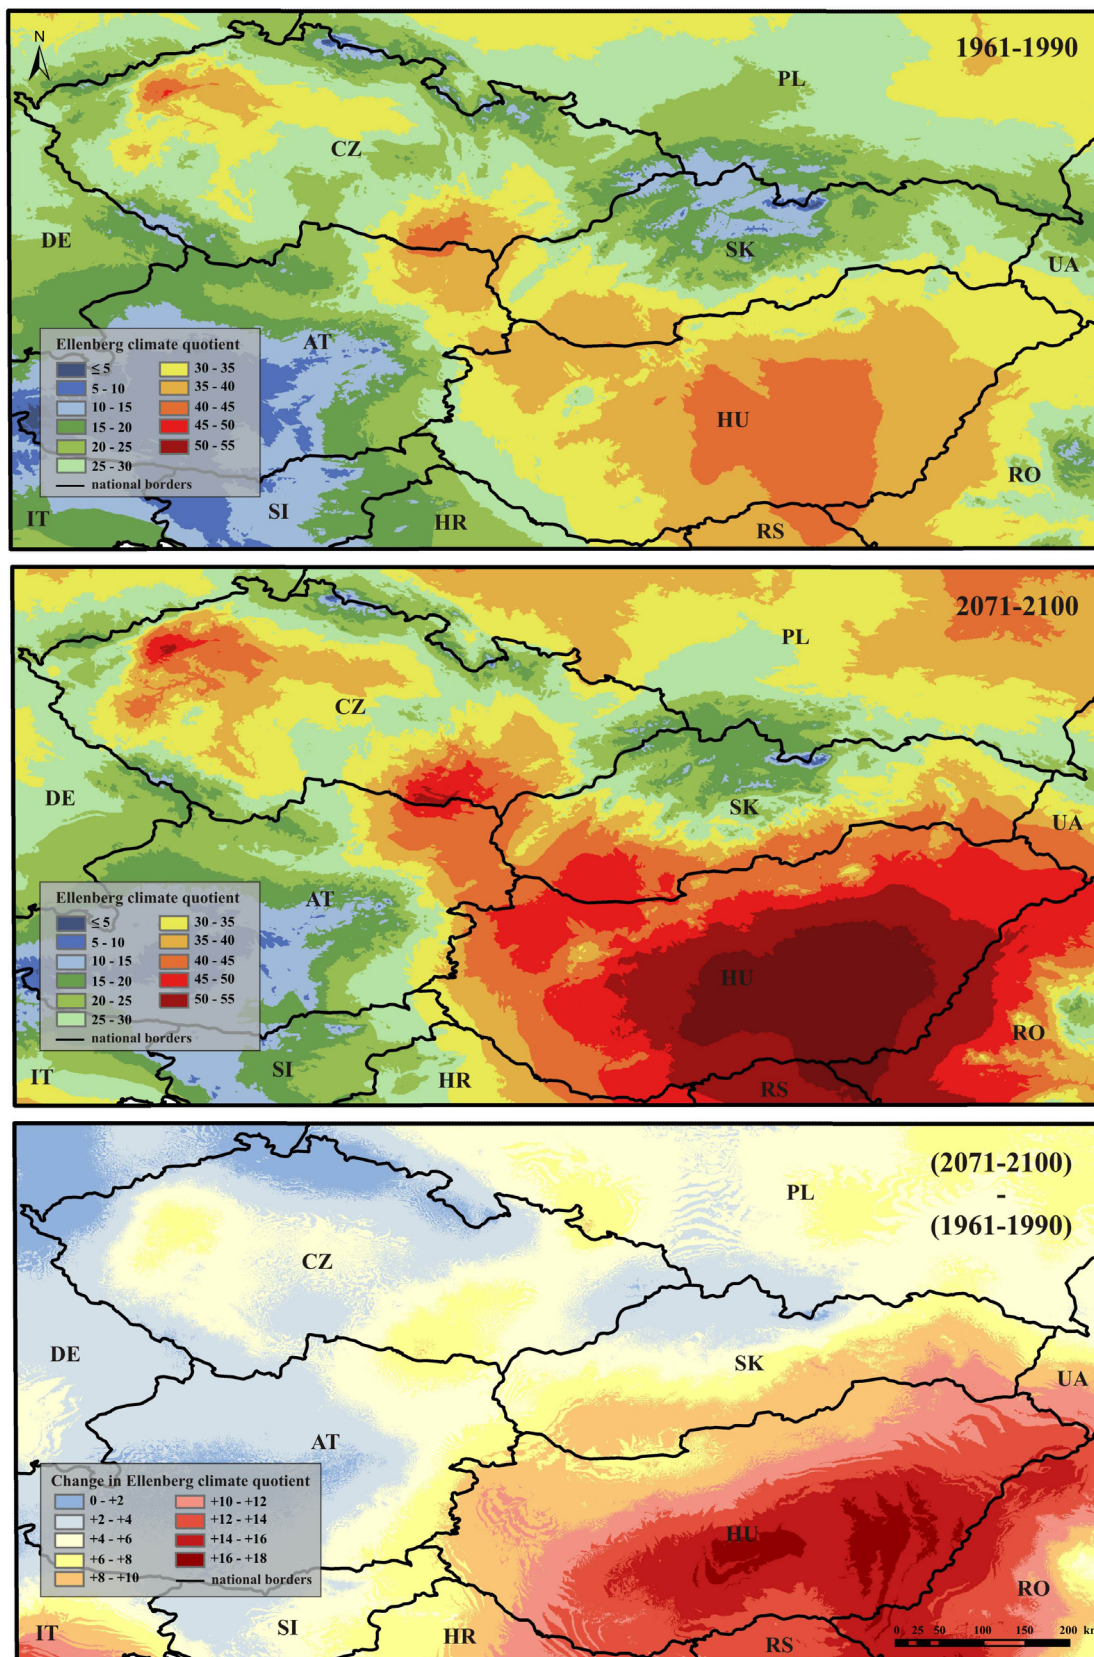 N
1961-1990
PL
CZ
DE
SK
UA
AT
HU
RO
SI
IT
HR
RS
Ellenberg climate quotient
≤ 5
5 - 10
10 - 15
15 - 20
20 - 25
25 - 30
30 - 35
35 - 40
40 - 45
45 - 50
50 - 55
national borders
2071-2100
PL
CZ
DE
SK
UA
AT
HU
RO
SI
IT
HR
RS
Ellenberg climate quotient
≤ 5
5 - 10
10 - 15
15 - 20
20 - 25
25 - 30
30 - 35
35 - 40
40 - 45
45 - 50
50 - 55
national borders
(2071-2100)
-
(1961-1990)
PL
CZ
DE
SK
UA
AT
HU
RO
SI
IT
HR
RS
Change in Ellenberg climate quotient
0 - +2
+2 - +4
+4 - +6
+6 - +8
+8 - +10
+10 - +12
+12 - +14
+14 - +16
+16 - +18
national borders
0 25 50 100 150 200 km